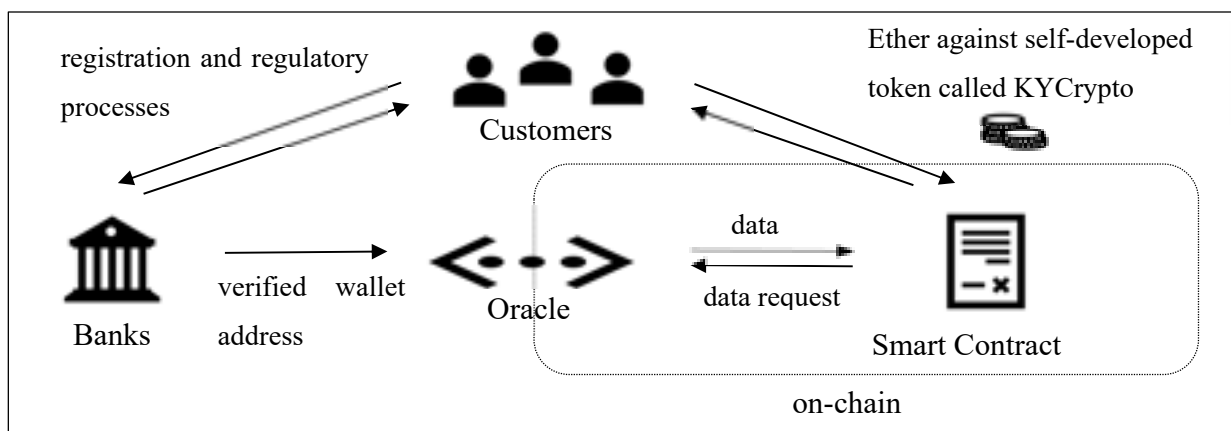 registration and regulatory
processes
Ether against self-developed
token called KYCrypto
Customers
data
verified wallet
address
data request
Banks
Oracle
Smart Contract
on-chain